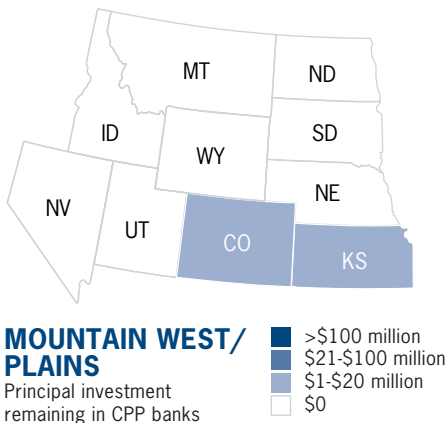 MT
ND
ID
SD
WY
NE
NV
UT
CO
KS
MOUNTAIN WEST/
PLAINS
Principal investment
remaining in CPP banks
>$100 million
$21-$100 million
$1-$20 million
$0